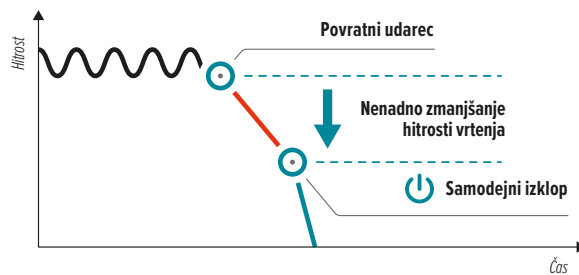 Hitrost
Povratni udarec
Nenadno zmanjšanje
hitrosti vrtenja
Samodejni izklop
Čas